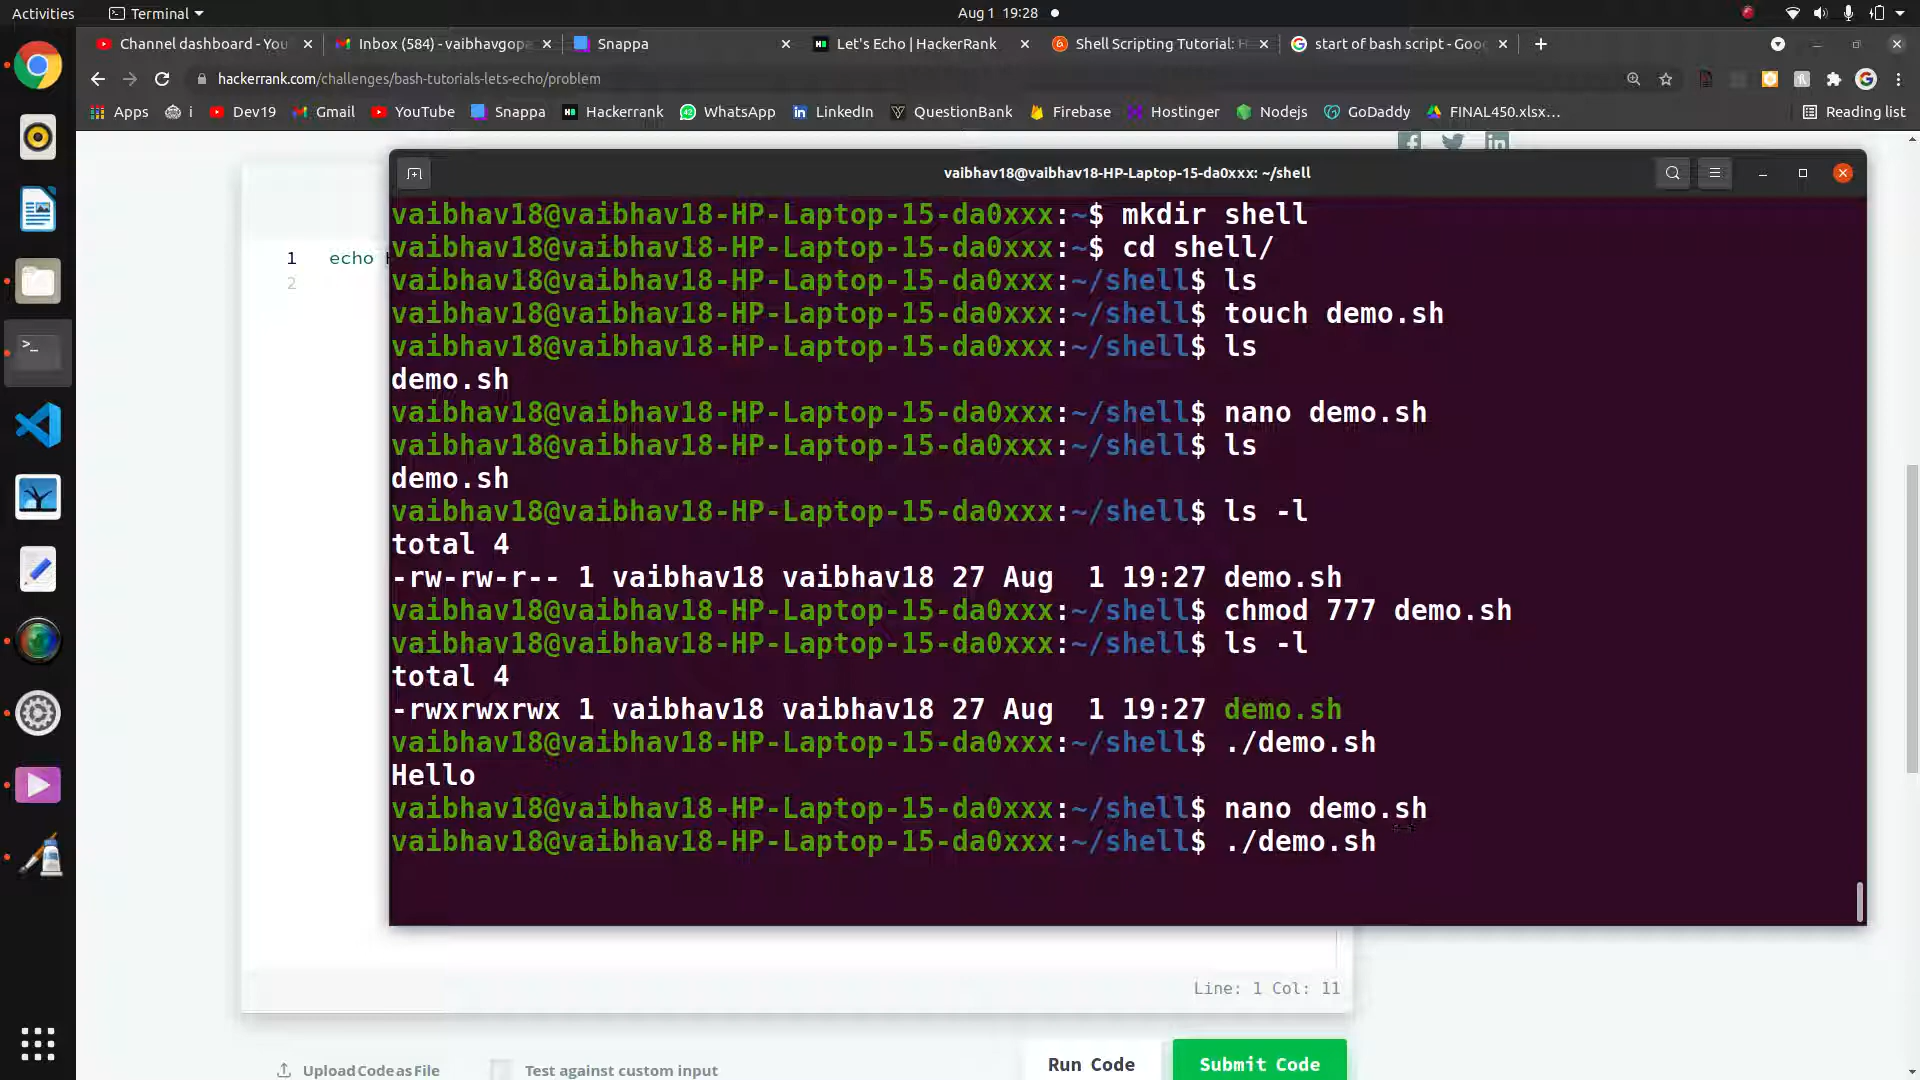 Activities
Terminal
Aug 1 19:28
Channel dashboard - You
Inbox (584) - vaibhavgopa
Snappa
Let's Echo | HackerRank
Shell Scripting Tutorial: H
start of bash script - Goo
hackerrank.com/challenges/bash-tutorials-lets-echo/problem
Apps
i
Dev19
Gmail
YouTube
Snappa
Hackerrank
WhatsApp
LinkedIn
QuestionBank
Firebase
Hostinger
Nodejs
GoDaddy
FINAL450.xlsx…
Reading list
vaibhav18@vaibhav18-HP-Laptop-15-da0xxx: ~/shell
vaibhav18@vaibhav18-HP-Laptop-15-da0xxx:~$ mkdir shell
vaibhav18@vaibhav18-HP-Laptop-15-da0xxx:~$ cd shell/
vaibhav18@vaibhav18-HP-Laptop-15-da0xxx:~/shell$ ls
vaibhav18@vaibhav18-HP-Laptop-15-da0xxx:~/shell$ touch demo.sh
vaibhav18@vaibhav18-HP-Laptop-15-da0xxx:~/shell$ ls
demo.sh
vaibhav18@vaibhav18-HP-Laptop-15-da0xxx:~/shell$ nano demo.sh
vaibhav18@vaibhav18-HP-Laptop-15-da0xxx:~/shell$ ls
demo.sh
vaibhav18@vaibhav18-HP-Laptop-15-da0xxx:~/shell$ ls -l
total 4
-rw-rw-r-- 1 vaibhav18 vaibhav18 27 Aug  1 19:27 demo.sh
vaibhav18@vaibhav18-HP-Laptop-15-da0xxx:~/shell$ chmod 777 demo.sh
vaibhav18@vaibhav18-HP-Laptop-15-da0xxx:~/shell$ ls -l
total 4
-rwxrwxrwx 1 vaibhav18 vaibhav18 27 Aug  1 19:27 demo.sh
vaibhav18@vaibhav18-HP-Laptop-15-da0xxx:~/shell$ ./demo.sh
Hello
vaibhav18@vaibhav18-HP-Laptop-15-da0xxx:~/shell$ nano demo.sh
vaibhav18@vaibhav18-HP-Laptop-15-da0xxx:~/shell$ ./demo.sh
1 echo
2
Line: 1 Col: 11
Upload Code as File
Test against custom input
Run Code
Submit Code